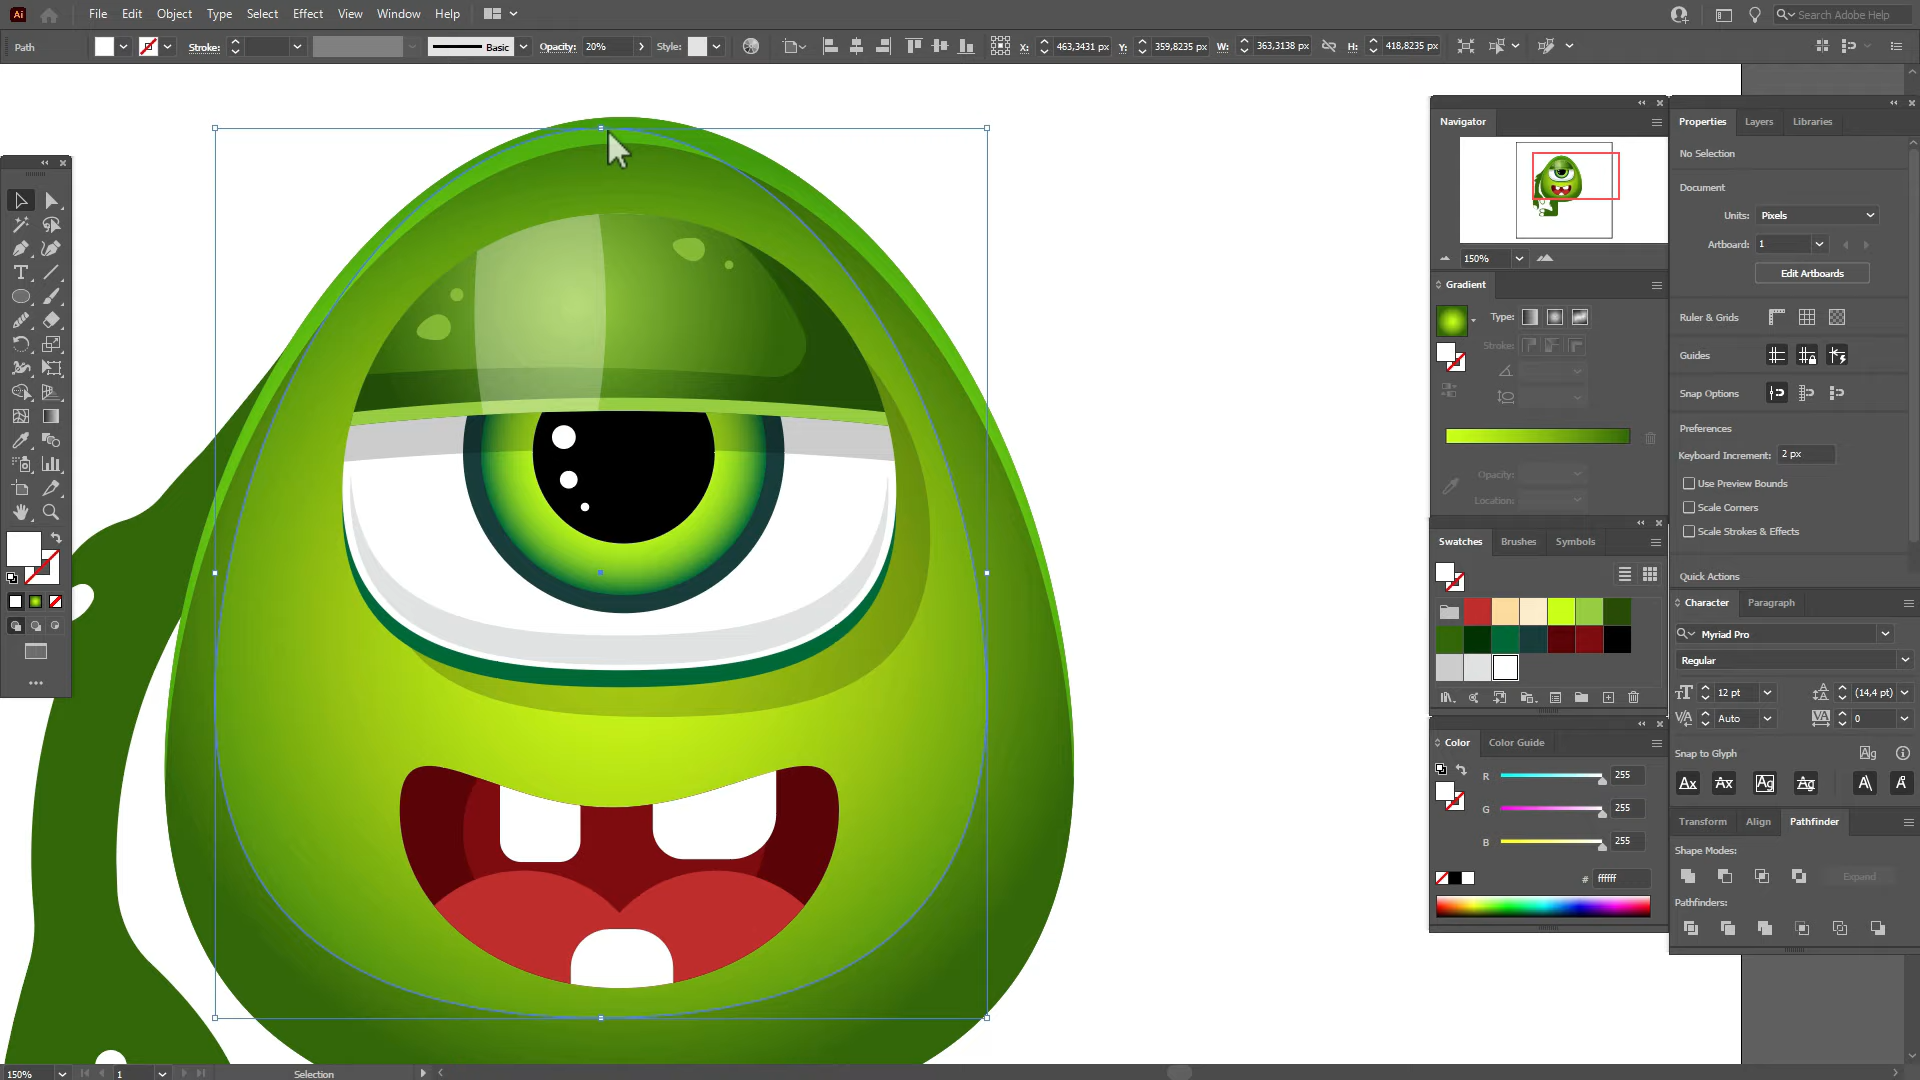 Ai File Edit Object Type Select Effect View Window Help Search Adobe Help
Path Stroke: Basic Opacity: 20% Style: X: 463,3431 px Y: 359,8235 px W: 363,3138 px H: 418,8235 px
Navigator
150%
Gradient
Type:
Stroke:
Opacity:
Location:
Swatches Brushes Symbols
Color Color Guide
R 255
G 255
B 255
# ffffff
Properties Layers Libraries
No Selection
Document
Units: Pixels
Artboard: 1
Edit Artboards
Ruler & Grids
Guides
Snap Options
Preferences
Keyboard Increment: 2 px
Use Preview Bounds
Scale Corners
Scale Strokes & Effects
Quick Actions
Character Paragraph
Myriad Pro
Regular
12 pt (14,4 pt)
Auto 0
Snap to Glyph
Transform Align Pathfinder
Shape Modes:
Expand
Pathfinders:
150% 1 Selection